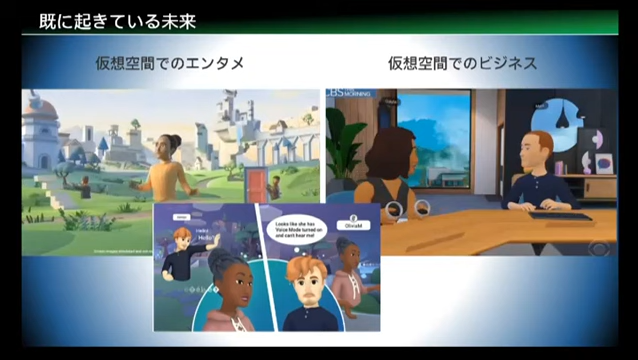 既に起きている未来
仮想空間でのエンタメ
仮想空間でのビジネス
CBS
MORNING
Hello
Hello?
Looks like she has
Voice Mode turned on
and can't hear me!
OliviaM